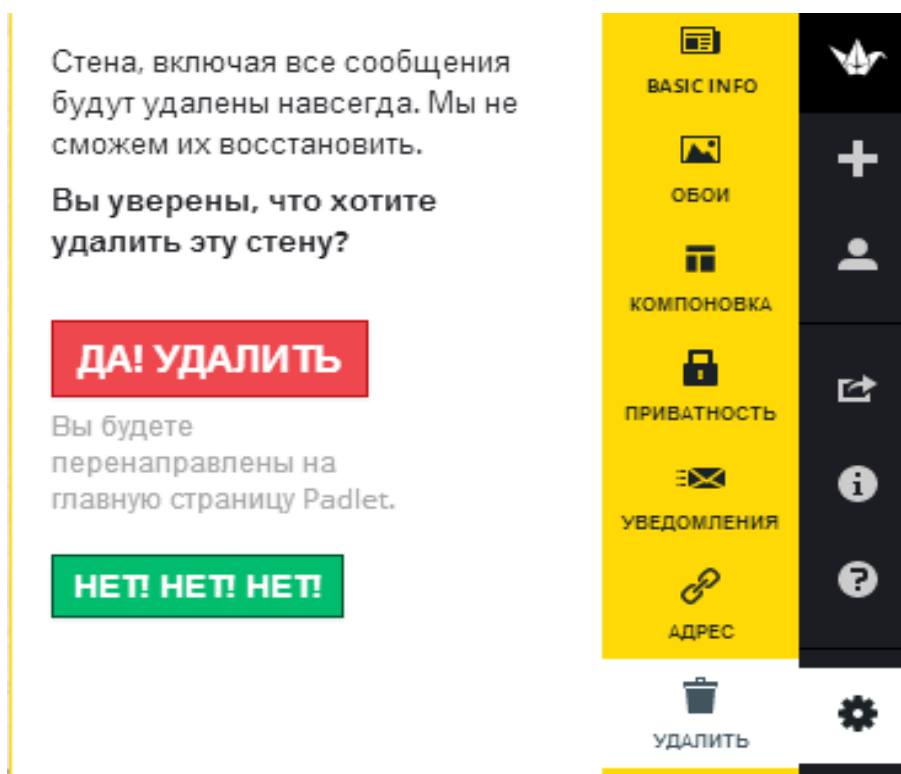 Стена, включая все сообщения
будут удалены навсегда. Мы не
сможем их восстановить.
Вы уверены, что хотите
удалить эту стену?
ДА! УДАЛИТЬ
Вы будете
перенаправлены на
главную страницу Padlet.
НЕТ! НЕТ! НЕТ!
BASIC INFO
ОБОИ
КОМПОНОВКА
ПРИВАТНОСТЬ
УВЕДОМЛЕНИЯ
АДРЕС
УДАЛИТЬ